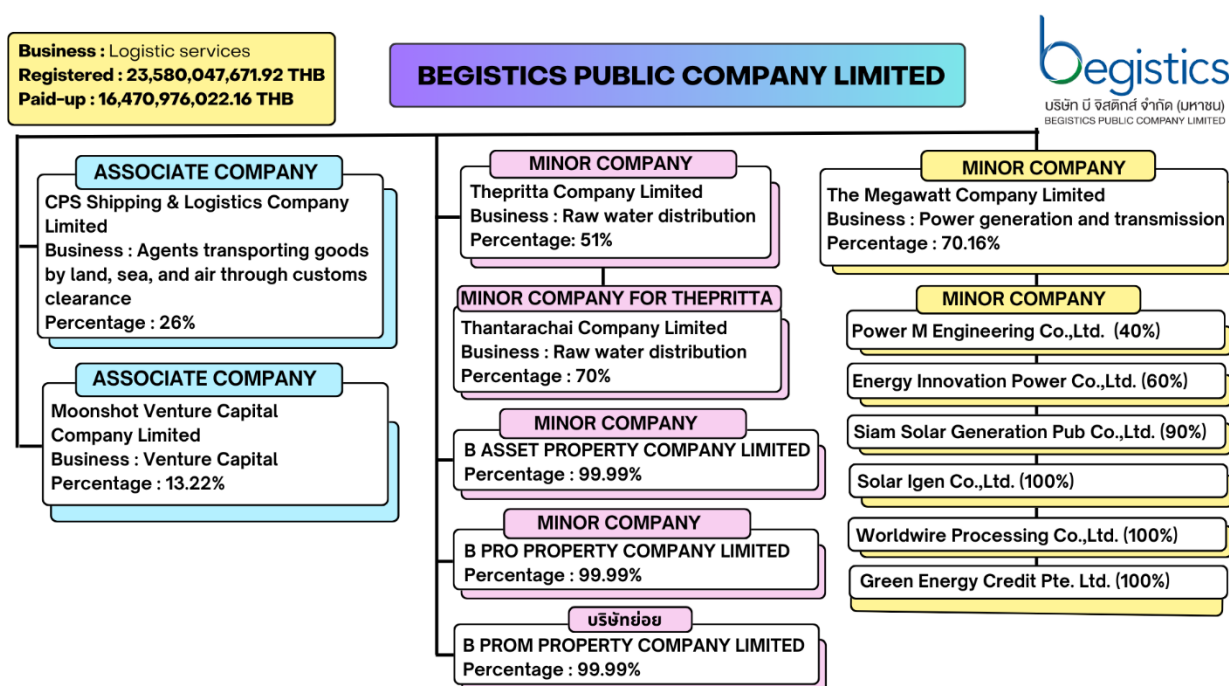 Business : Logistic services
Registered : 23,580,047,671.92 THB
Paid-up : 16,470,976,022.16 THB
BEGISTICS PUBLIC COMPANY LIMITED
begistics
บริษัท บี จิสติกส์ จำกัด (มหาชน)
BEGISTICS PUBLIC COMPANY LIMITED
ASSOCIATE COMPANY
CPS Shipping & Logistics Company
Limited
Business : Agents transporting goods
by land, sea, and air through customs
clearance
Percentage : 26%
ASSOCIATE COMPANY
Moonshot Venture Capital
Company Limited
Business : Venture Capital
Percentage : 13.22%
MINOR COMPANY
Thepritta Company Limited
Business : Raw water distribution
Percentage: 51%
MINOR COMPANY FOR THEPRITTA
Thantarachai Company Limited
Business : Raw water distribution
Percentage : 70%
MINOR COMPANY
B ASSET PROPERTY COMPANY LIMITED
Percentage : 99.99%
MINOR COMPANY
B PRO PROPERTY COMPANY LIMITED
Percentage : 99.99%
บริษัทย่อย
B PROM PROPERTY COMPANY LIMITED
Percentage : 99.99%
MINOR COMPANY
The Megawatt Company Limited
Business : Power generation and transmission
Percentage : 70.16%
MINOR COMPANY
Power M Engineering Co.,Ltd. (40%)
Energy Innovation Power Co.,Ltd. (60%)
Siam Solar Generation Pub Co.,Ltd. (90%)
Solar Igen Co.,Ltd. (100%)
Worldwire Processing Co.,Ltd. (100%)
Green Energy Credit Pte. Ltd. (100%)